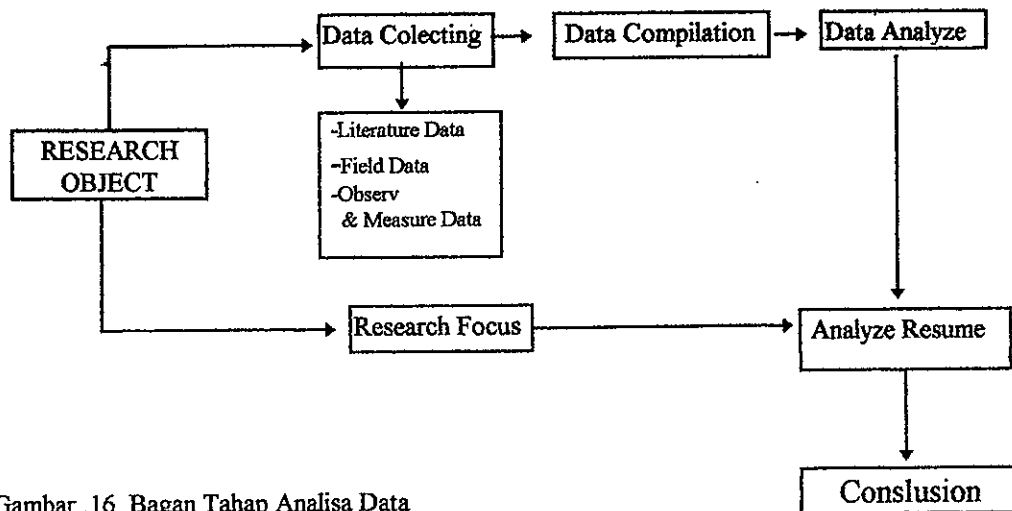 Data Colecting
Data Compilation
Data Analyze
RESEARCH
OBJECT
-Literature Data
-Field Data
-Observ
& Measure Data
Research Focus
Analyze Resume
Conslusion
Gambar .16 Bagan Tahap Analisa Data